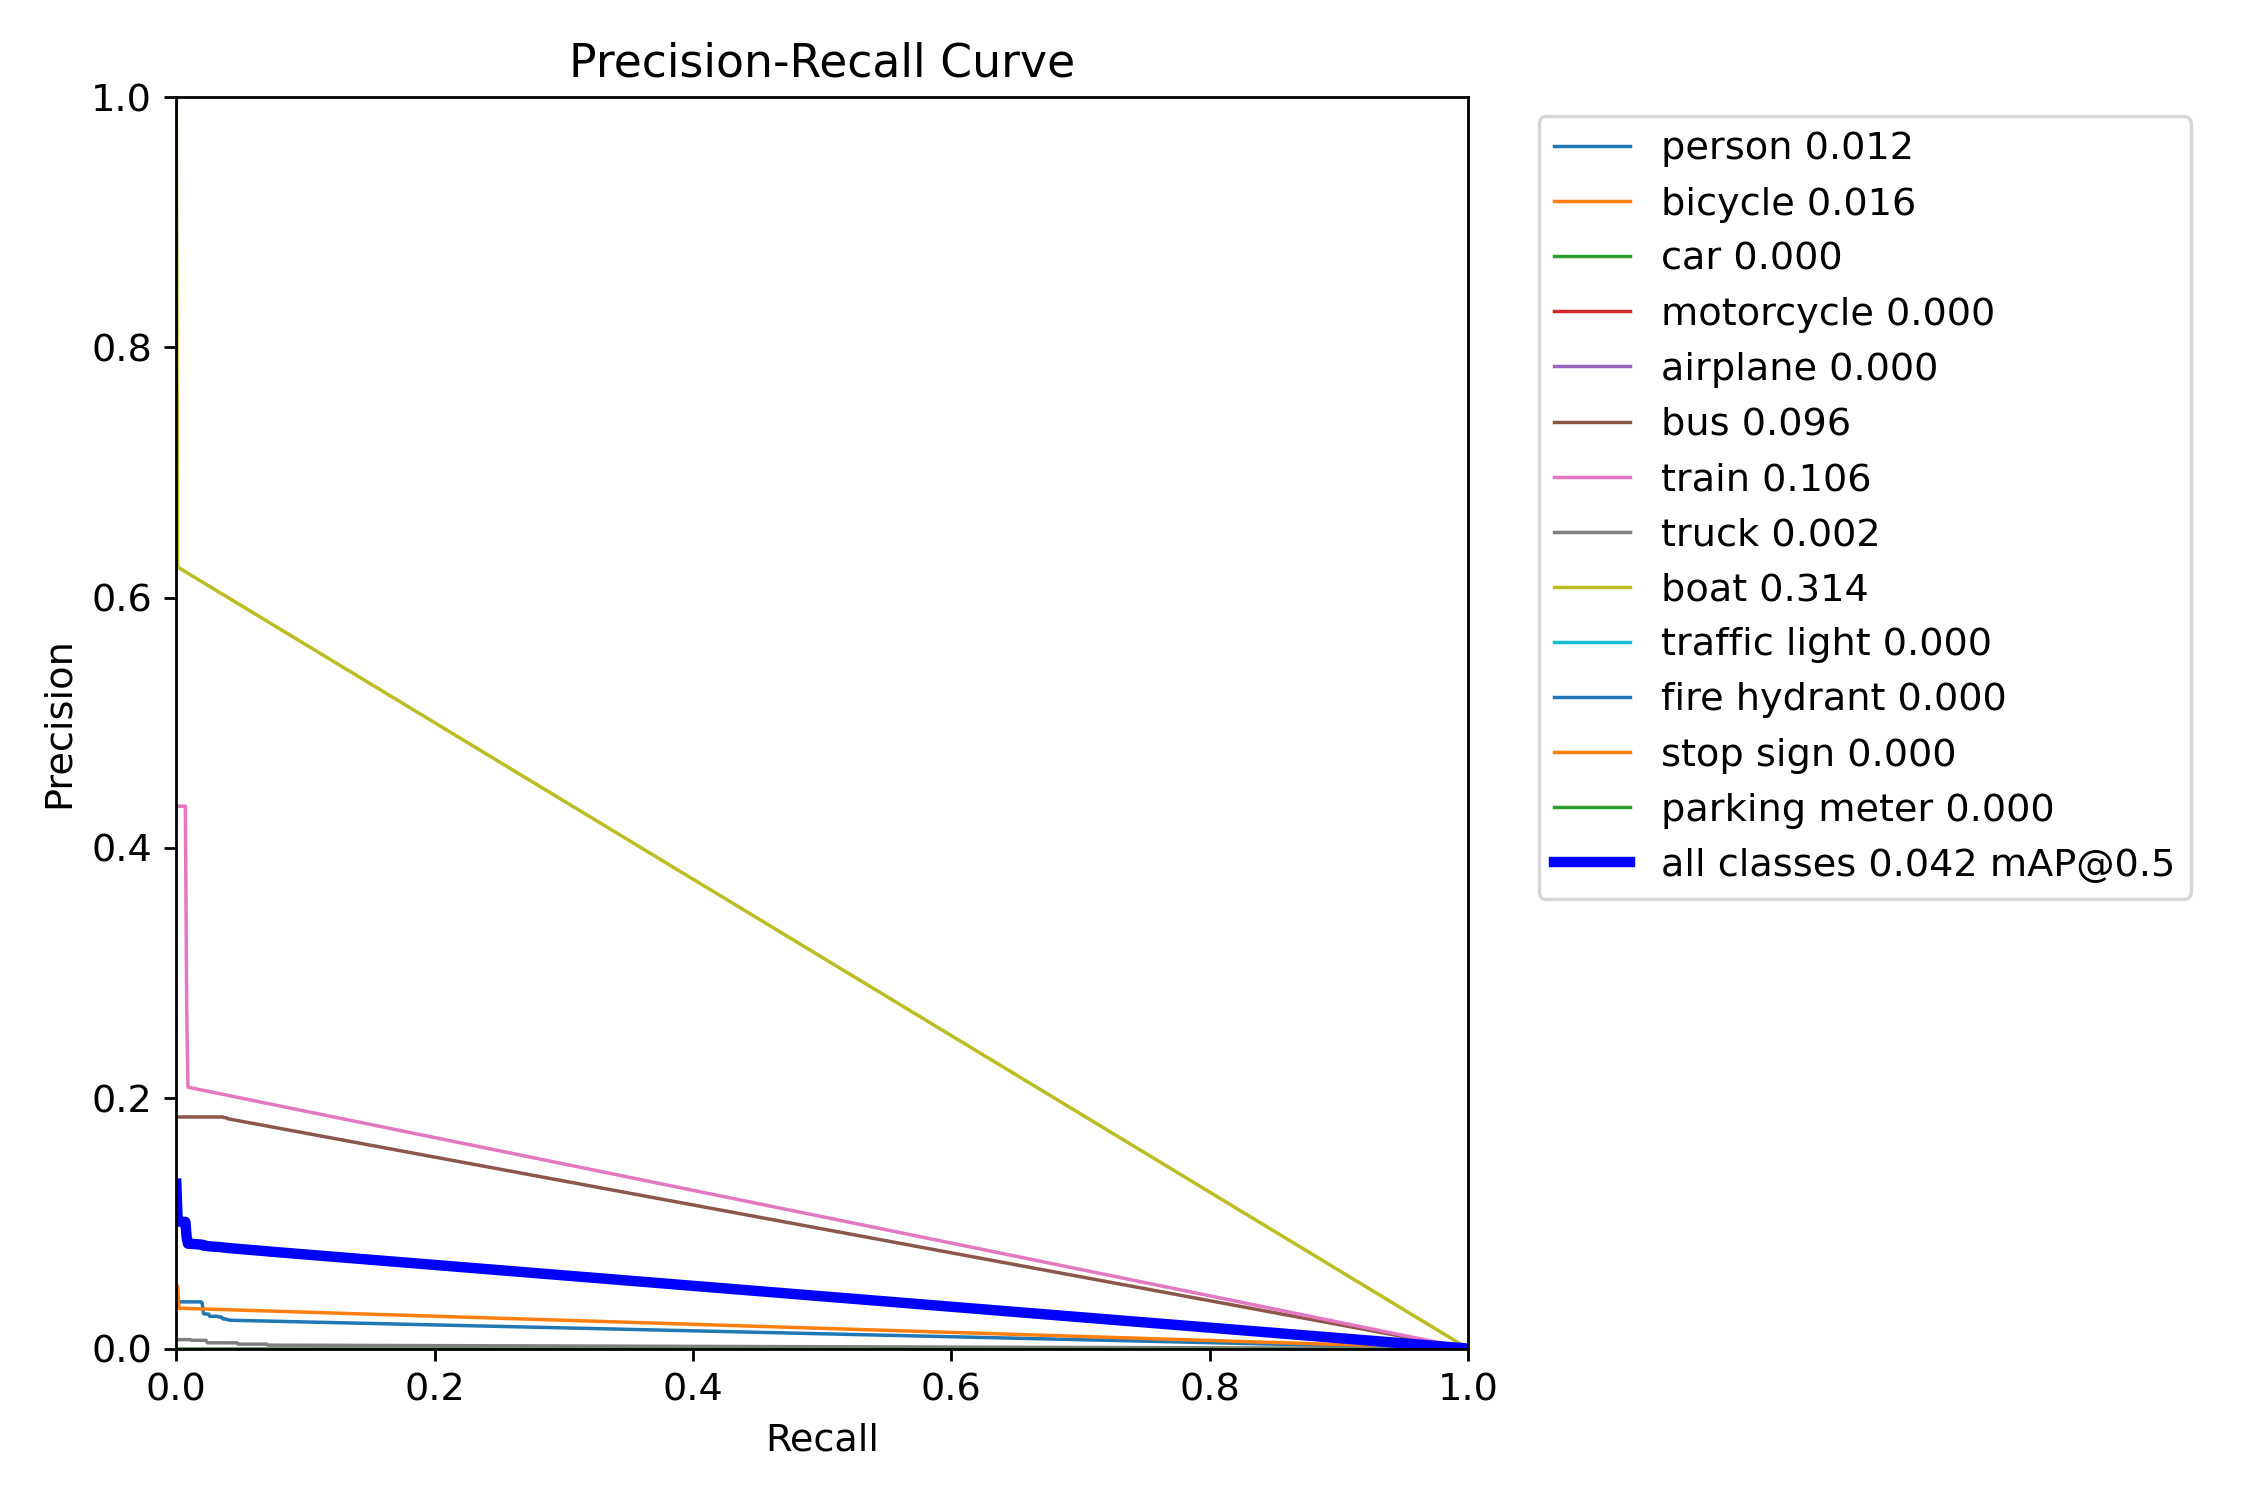 Precision-Recall Curve
1.0
0.8
0.6
0.4
0.2
0.0
Precision
0.0 0.2 0.4 0.6 0.8 1.0
Recall
person 0.012
bicycle 0.016
car 0.000
motorcycle 0.000
airplane 0.000
bus 0.096
train 0.106
truck 0.002
boat 0.314
traffic light 0.000
fire hydrant 0.000
stop sign 0.000
parking meter 0.000
all classes 0.042 mAP@0.5